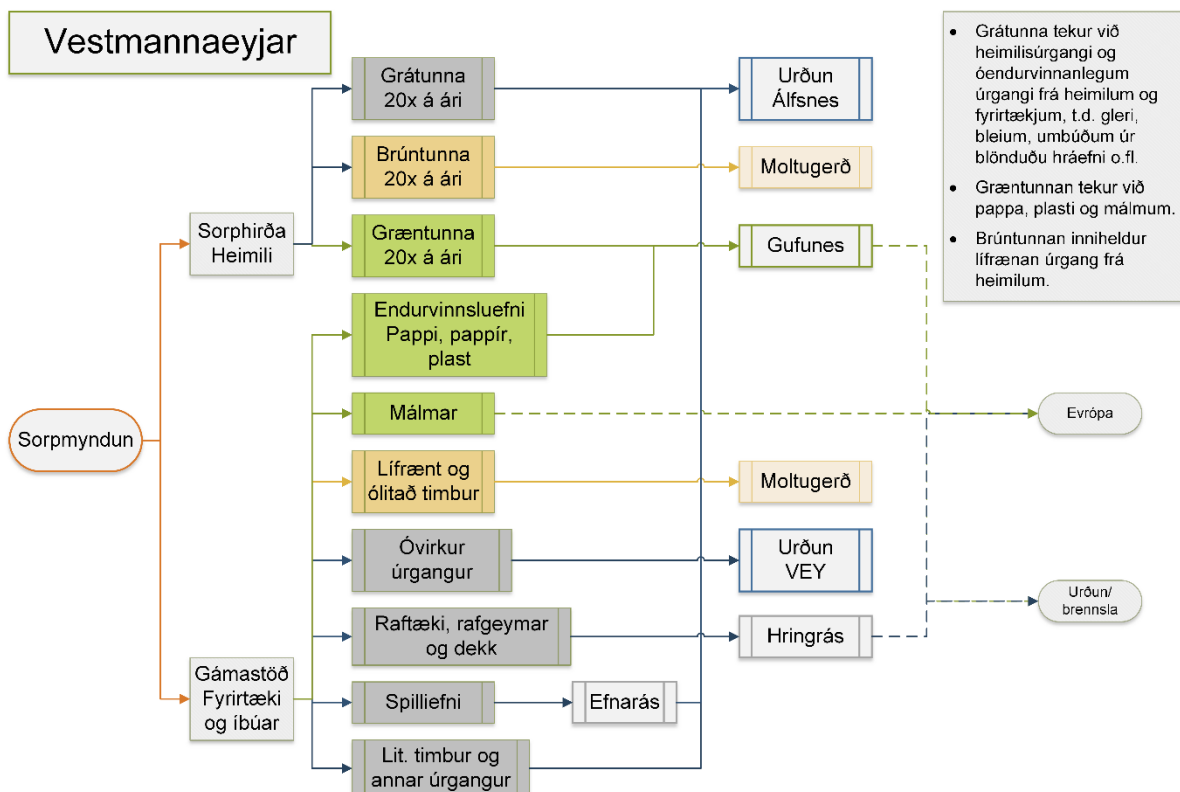 Vestmannaeyjar
Grátunna
20x á ári
Urðun
Álfsnes
Brúntunna
20x á ári
Moltugerð
Sorphirða
Heimili
Græntunna
20x á ári
Gufunes
Endurvinnsluefni
Pappi, pappír,
plast
Málmar
Evrópa
Sorpmyndun
Lífrænt og
ólitað timbur
Moltugerð
Óvirkur
úrgangur
Urðun
VEY
Urðun/
brennsla
Raftæki, rafgeymar
og dekk
Hringrás
Gámastöð
Fyrirtæki
og íbúar
Spilliefni
Efnarás
Lit. timbur og
annar úrgangur
• Grátunna tekur við
heimilisúrgangi og
óendurvinnanlegum
úrgangi frá heimilum og
fyrirtækjum, t.d. gleri,
bleium, umbúðum úr
blönduðu hráefni o.fl.
• Græntunnan tekur við
pappa, plasti og málmum.
• Brúntunnan inniheldur
lífrænan úrgang frá
heimilum.